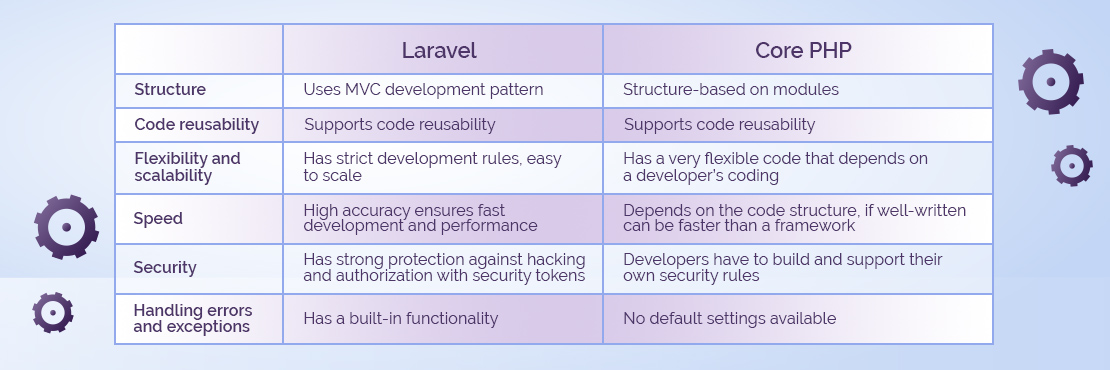 Laravel
Core PHP
Structure
Uses MVC development pattern
Structure-based on modules
Code reusability
Supports code reusability
Supports code reusability
Flexibility and
scalability
Has strict development rules, easy
to scale
Has a very flexible code that depends on
a developer's coding
Speed
High accuracy ensures fast
development and performance
Depends on the code structure, if well-written
can be faster than a framework
Security
Has strong protection against hacking
and authorization with security tokens
Developers have to build and support their
own security rules
Handling errors
and exceptions
Has a built-in functionality
No default settings available